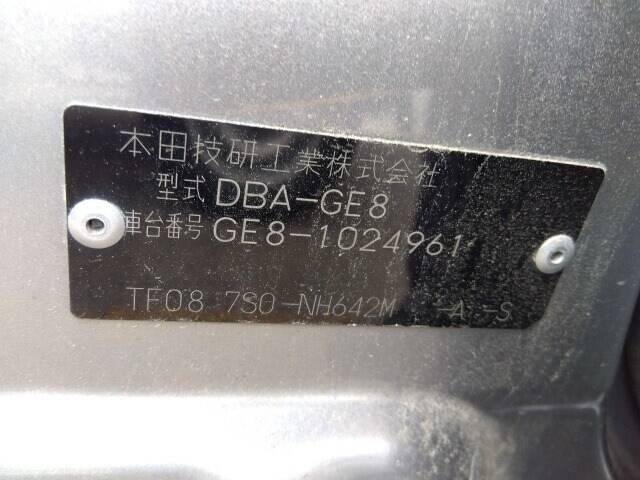 本田技研工業株式会社
型式 DBA-GE8
車台番号 GE8-1024961
TF08 7S0-NH642M -A -S